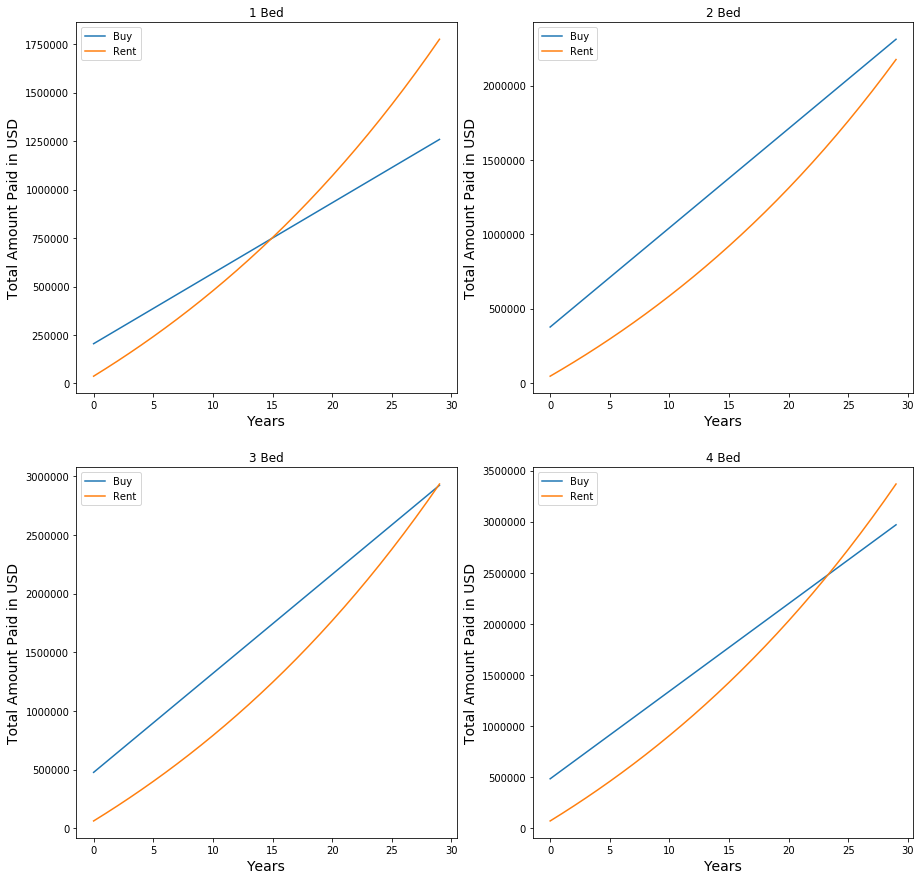 1 Bed
Buy
Rent
Total Amount Paid in USD
1750000
1500000
1250000
1000000
750000
500000
250000
0
0 5 10 15 20 25 30
Years
2 Bed
Buy
Rent
Total Amount Paid in USD
2000000
1500000
1000000
500000
0
0 5 10 15 20 25 30
Years
3 Bed
Buy
Rent
Total Amount Paid in USD
3000000
2500000
2000000
1500000
1000000
500000
0
0 5 10 15 20 25 30
Years
4 Bed
Buy
Rent
Total Amount Paid in USD
3500000
3000000
2500000
2000000
1500000
1000000
500000
0
0 5 10 15 20 25 30
Years